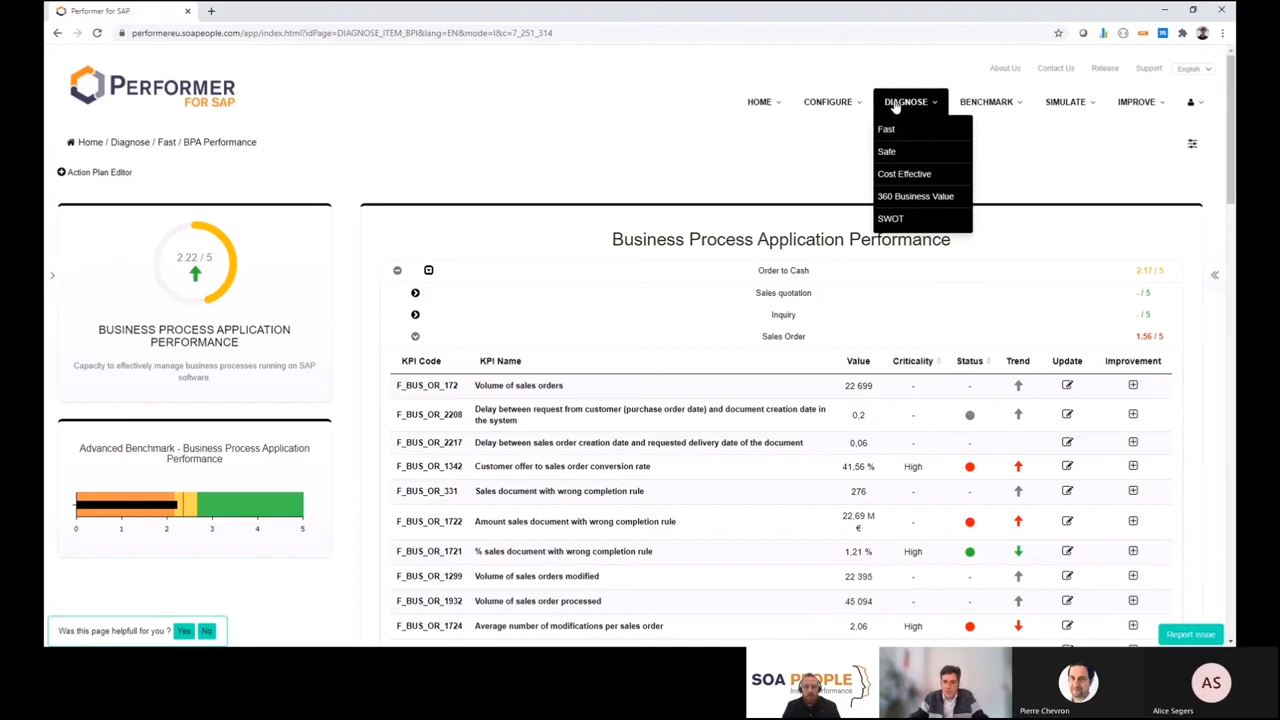 Performer for SAP
performereu.soapeople.com/app/index.html?idPage=DIAGNOSE_ITEM_BPI&lang=EN&mode=I&c=7_251_314
About Us Contact Us Release Support English
PERFORMER
FOR SAP
HOME CONFIGURE DIAGNOSE BENCHMARK SIMULATE IMPROVE
Fast
Safe
Cost Effective
360 Business Value
SWOT
Home / Diagnose / Fast / BPA Performance
Action Plan Editor
2.22 / 5
BUSINESS PROCESS APPLICATION
PERFORMANCE
Capacity to effectively manage business processes running on SAP
software
Advanced Benchmark - Business Process Application
Performance
0 1 2 3 4 5
Business Process Application Performance
Order to Cash 2.17 / 5
Sales quotation - / 5
Inquiry - / 5
Sales Order 1.56 / 5
KPI Code KPI Name Value Criticality Status Trend Update Improvement
F_BUS_OR_172 Volume of sales orders 22 699 - -
F_BUS_OR_2208 Delay between request from customer (purchase order date) and document creation date in
the system 0,2 -
F_BUS_OR_2217 Delay between sales order creation date and requested delivery date of the document 0,06 - -
F_BUS_OR_1342 Customer offer to sales order conversion rate 41,56 % High
F_BUS_OR_331 Sales document with wrong completion rule 276 - -
F_BUS_OR_1722 Amount sales document with wrong completion rule 22,69 M
€ -
F_BUS_OR_1721 % sales document with wrong completion rule 1,21 % High
F_BUS_OR_1299 Volume of sales orders modified 22 395 - -
F_BUS_OR_1932 Volume of sales order processed 45 094 - -
F_BUS_OR_1724 Average number of modifications per sales order 2,06 High
Was this page helpfull for you ? Yes No
Report issue
SOA PEOPLE
Pierre Chevron
AS
Alice Segers